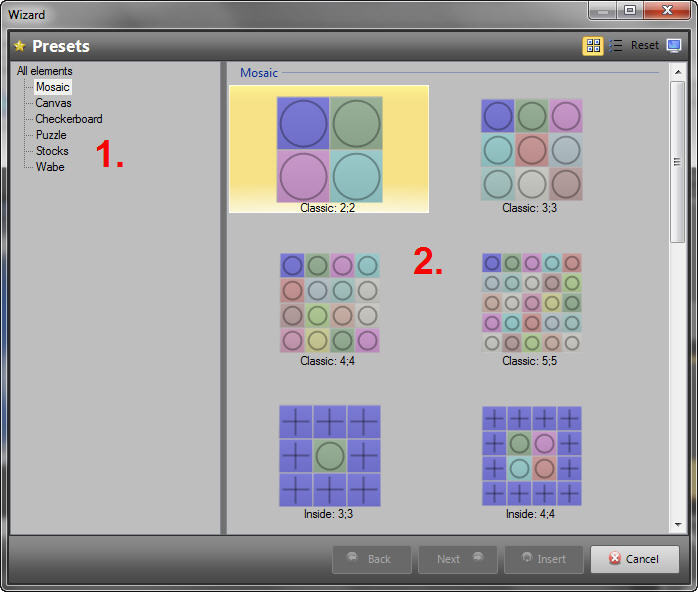 Wizard
Presets
Reset
All elements
Mosaic
Canvas
Checkerboard
Puzzle
Stocks
Wabe
1.
Mosaic
Classic: 2;2
Classic: 3;3
2.
Classic: 4;4
Classic: 5;5
Inside: 3;3
Inside: 4;4
Back
Next
Insert
Cancel